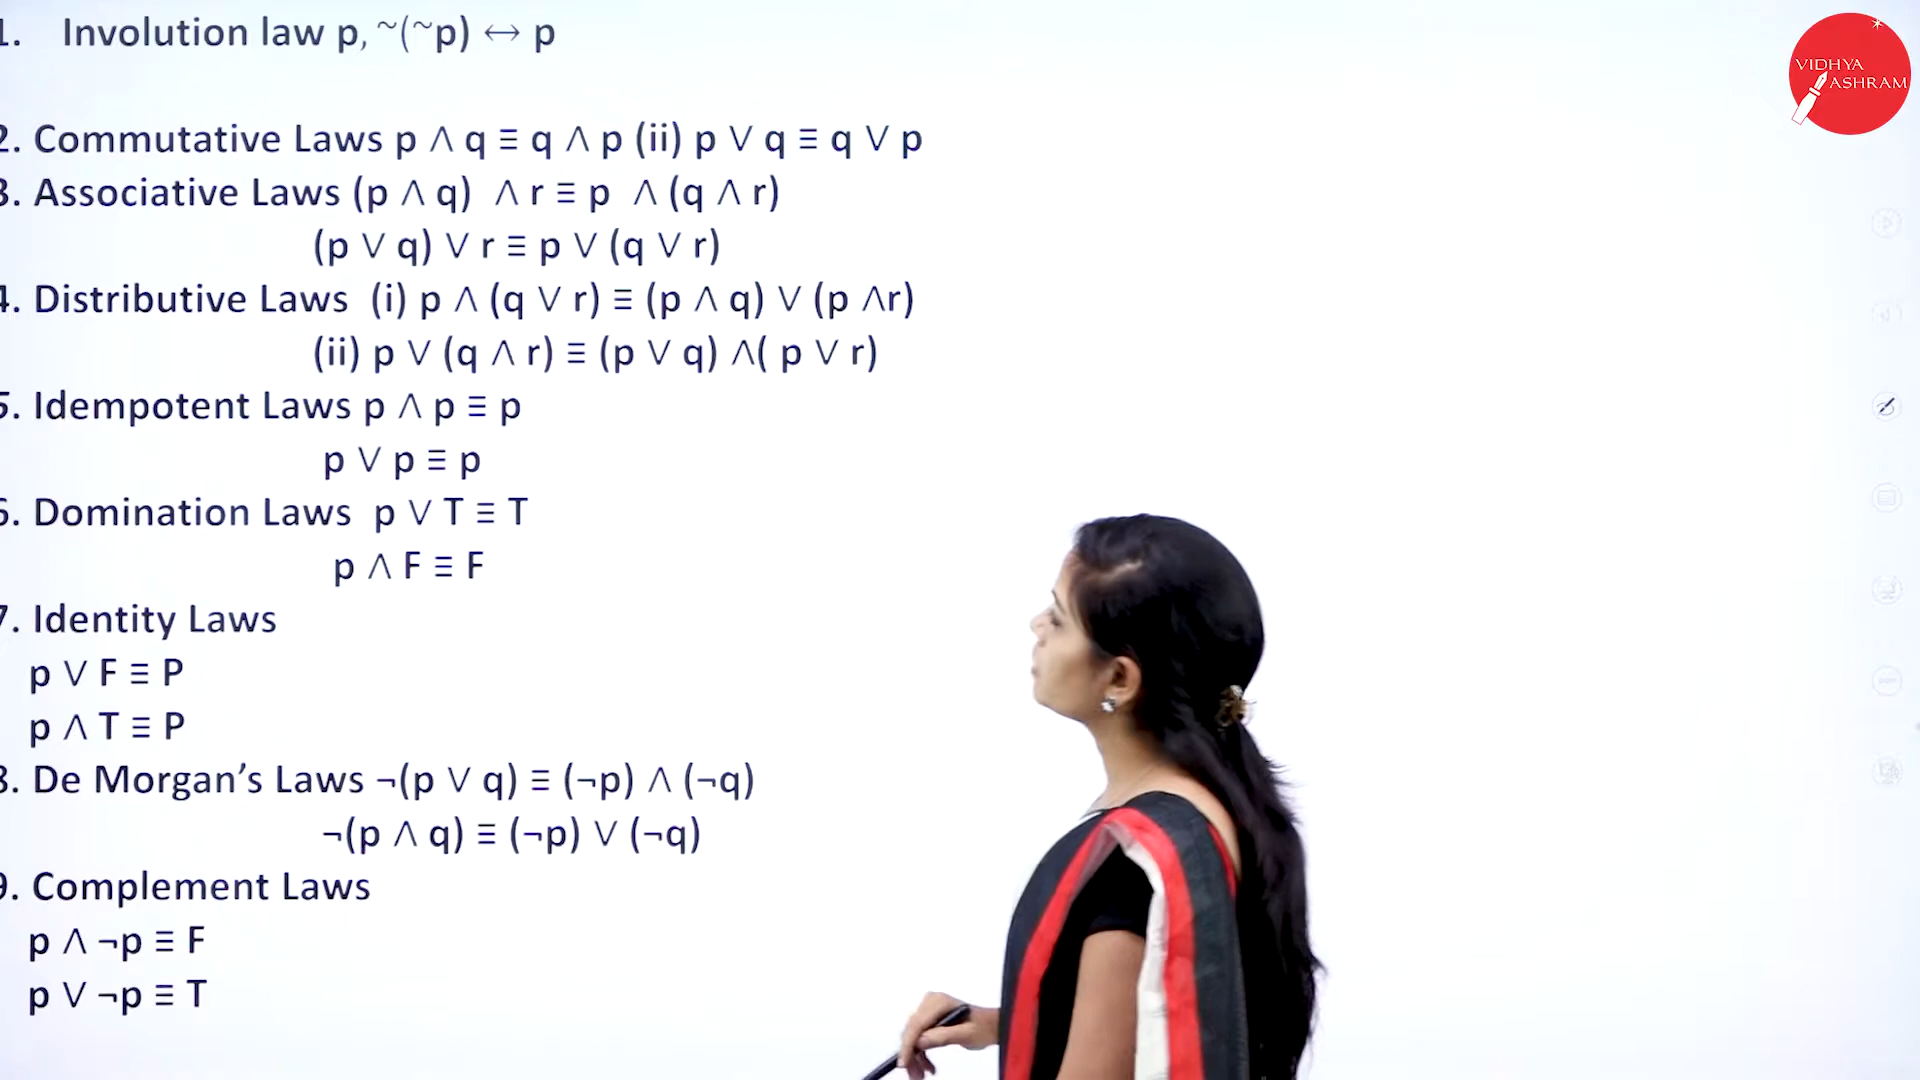 1. Involution law p, ~(~p) ↔ p
2. Commutative Laws p ∧ q ≡ q ∧ p (ii) p ∨ q ≡ q ∨ p
3. Associative Laws (p ∧ q) ∧ r ≡ p ∧ (q ∧ r)
(p ∨ q) ∨ r ≡ p ∨ (q ∨ r)
4. Distributive Laws (i) p ∧ (q ∨ r) ≡ (p ∧ q) ∨ (p ∧r)
(ii) p ∨ (q ∧ r) ≡ (p ∨ q) ∧( p ∨ r)
5. Idempotent Laws p ∧ p ≡ p
p ∨ p ≡ p
6. Domination Laws p ∨ T ≡ T
p ∧ F ≡ F
7. Identity Laws
p ∨ F ≡ P
p ∧ T ≡ P
8. De Morgan’s Laws ¬(p ∨ q) ≡ (¬p) ∧ (¬q)
¬(p ∧ q) ≡ (¬p) ∨ (¬q)
9. Complement Laws
p ∧ ¬p ≡ F
p ∨ ¬p ≡ T
VIDHYA
ASHRAM